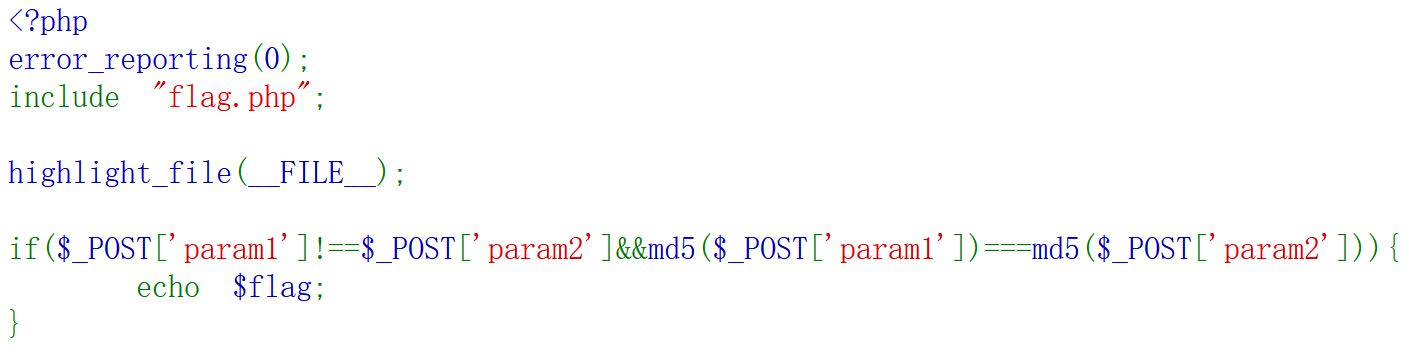 <?php
error_reporting(0);
include "flag.php";
highlight_file(__FILE__);
if($_POST['param1']!==$_POST['param2']&&md5($_POST['param1'])===md5($_POST['param2'])){
echo $flag;
}